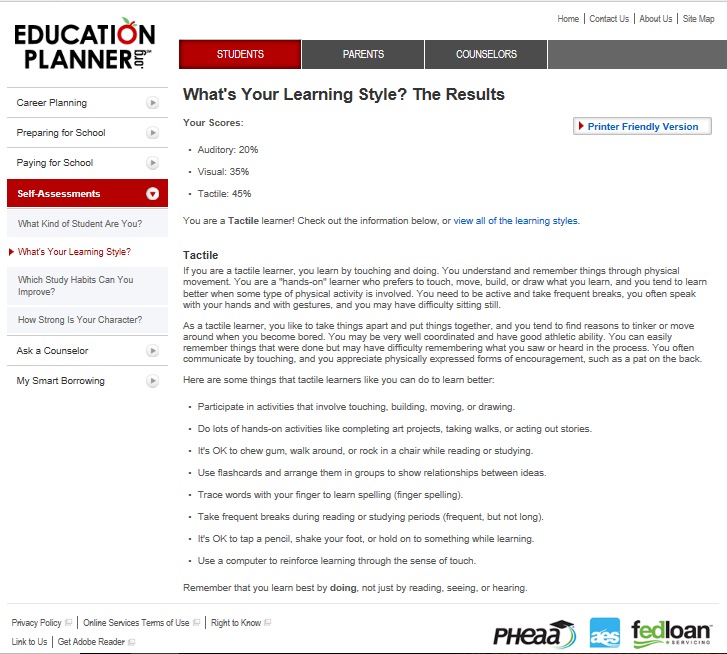 Home | Contact Us | About Us | Site Map
EDUCATION
PLANNER.org
STUDENTS
PARENTS
COUNSELORS
Career Planning
Preparing for School
Paying for School
Self-Assessments
What Kind of Student Are You?
What's Your Learning Style?
Which Study Habits Can You
Improve?
How Strong Is Your Character?
Ask a Counselor
My Smart Borrowing
What's Your Learning Style? The Results
Printer Friendly Version
Your Scores:
• Auditory: 20%
• Visual: 35%
• Tactile: 45%
You are a Tactile learner! Check out the information below, or view all of the learning styles.
Tactile
If you are a tactile learner, you learn by touching and doing. You understand and remember things through physical
movement. You are a "hands-on" learner who prefers to touch, move, build, or draw what you learn, and you tend to learn
better when some type of physical activity is involved. You need to be active and take frequent breaks, you often speak
with your hands and with gestures, and you may have difficulty sitting still.
As a tactile learner, you like to take things apart and put things together, and you tend to find reasons to tinker or move
around when you become bored. You may be very well coordinated and have good athletic ability. You can easily
remember things that were done but may have difficulty remembering what you saw or heard in the process. You often
communicate by touching, and you appreciate physically expressed forms of encouragement, such as a pat on the back.
Here are some things that tactile learners like you can do to learn better:
• Participate in activities that involve touching, building, moving, or drawing.
• Do lots of hands-on activities like completing art projects, taking walks, or acting out stories.
• It's OK to chew gum, walk around, or rock in a chair while reading or studying.
• Use flashcards and arrange them in groups to show relationships between ideas.
• Trace words with your finger to learn spelling (finger spelling).
• Take frequent breaks during reading or studying periods (frequent, but not long).
• It's OK to tap a pencil, shake your foot, or hold on to something while learning.
• Use a computer to reinforce learning through the sense of touch.
Remember that you learn best by doing, not just by reading, seeing, or hearing.
Privacy Policy | Online Services Terms of Use | Right to Know
Link to Us | Get Adobe Reader
PHEAA
aes
fedloan
SERVICING